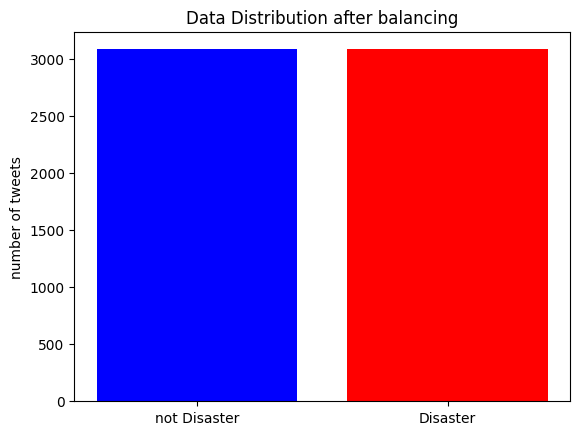 Data Distribution after balancing
number of tweets
3000
2500
2000
1500
1000
500
0
not Disaster
Disaster